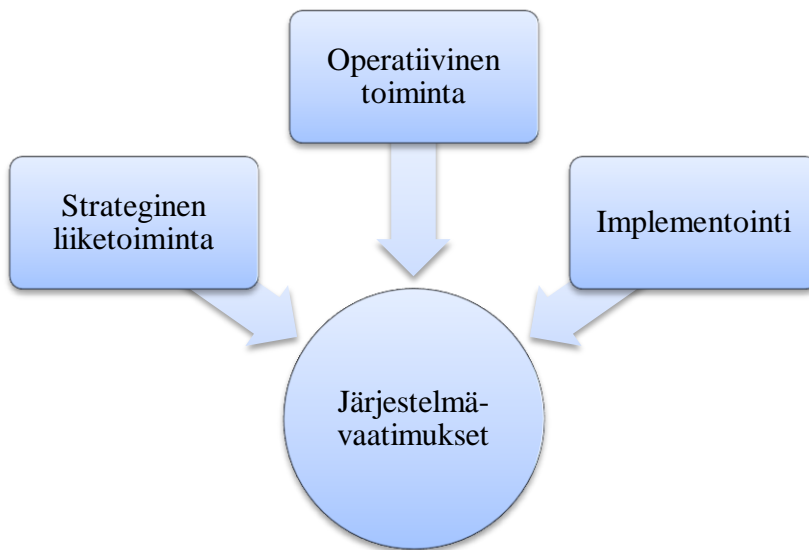 Operatiivinen
toiminta
Strateginen
liiketoiminta
Implementointi
Järjestelmä-
vaatimukset